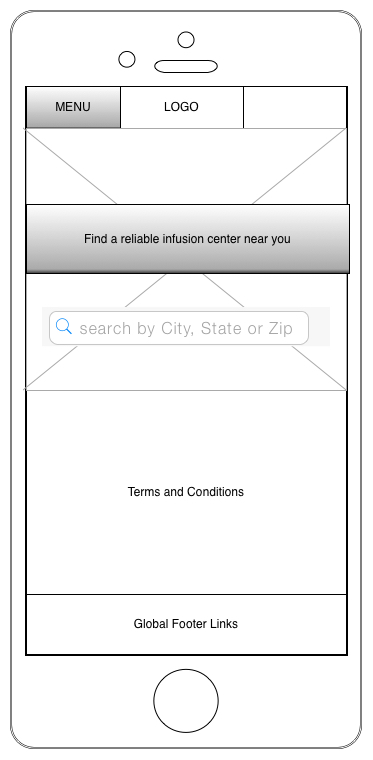 MENU
LOGO
Find a reliable infusion center near you
search by City, State or Zip
Terms and Conditions
Global Footer Links